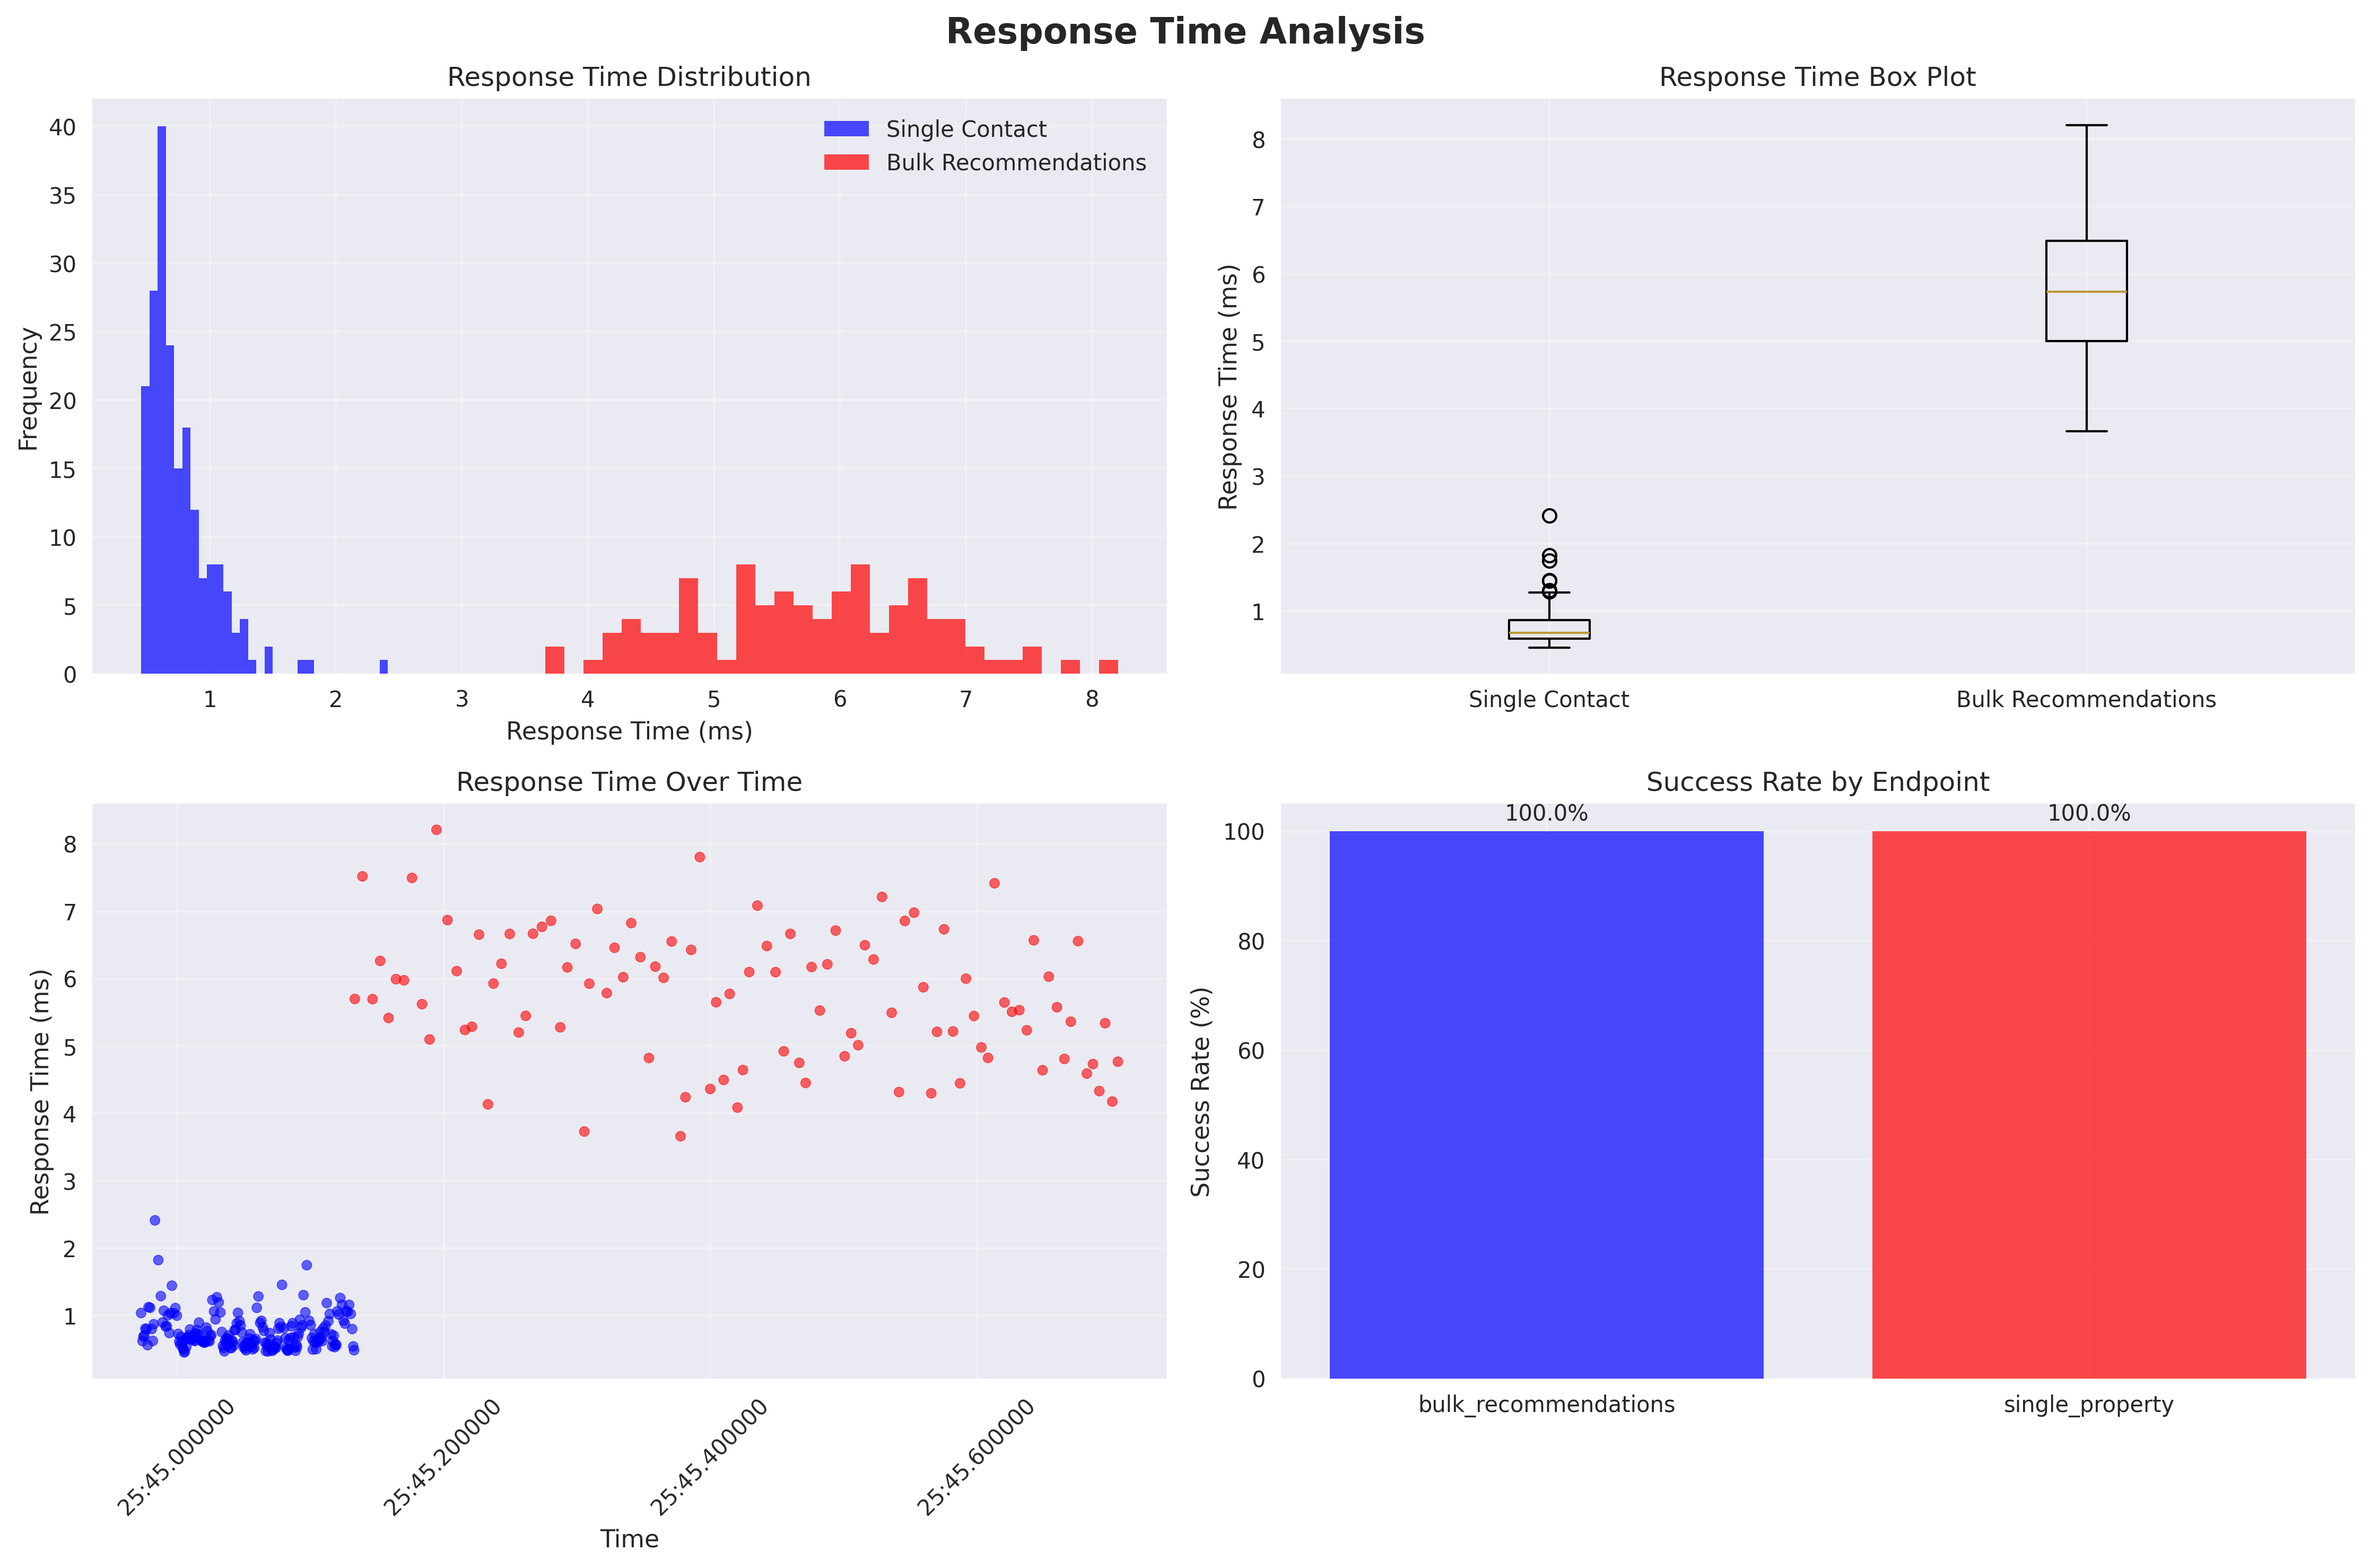 Response Time Analysis
Response Time Distribution
Frequency
40
35
30
25
20
15
10
5
0
Single Contact
Bulk Recommendations
1 2 3 4 5 6 7 8
Response Time (ms)
Response Time Box Plot
Response Time (ms)
8
7
6
5
4
3
2
1
Single Contact Bulk Recommendations
Response Time Over Time
Response Time (ms)
8
7
6
5
4
3
2
1
25:45.0000000 25:45.2000000 25:45.4000000 25:45.6000000
Time
Success Rate by Endpoint
Success Rate (%)
100.0% 100.0%
100
80
60
40
20
0
bulk_recommendations single_property